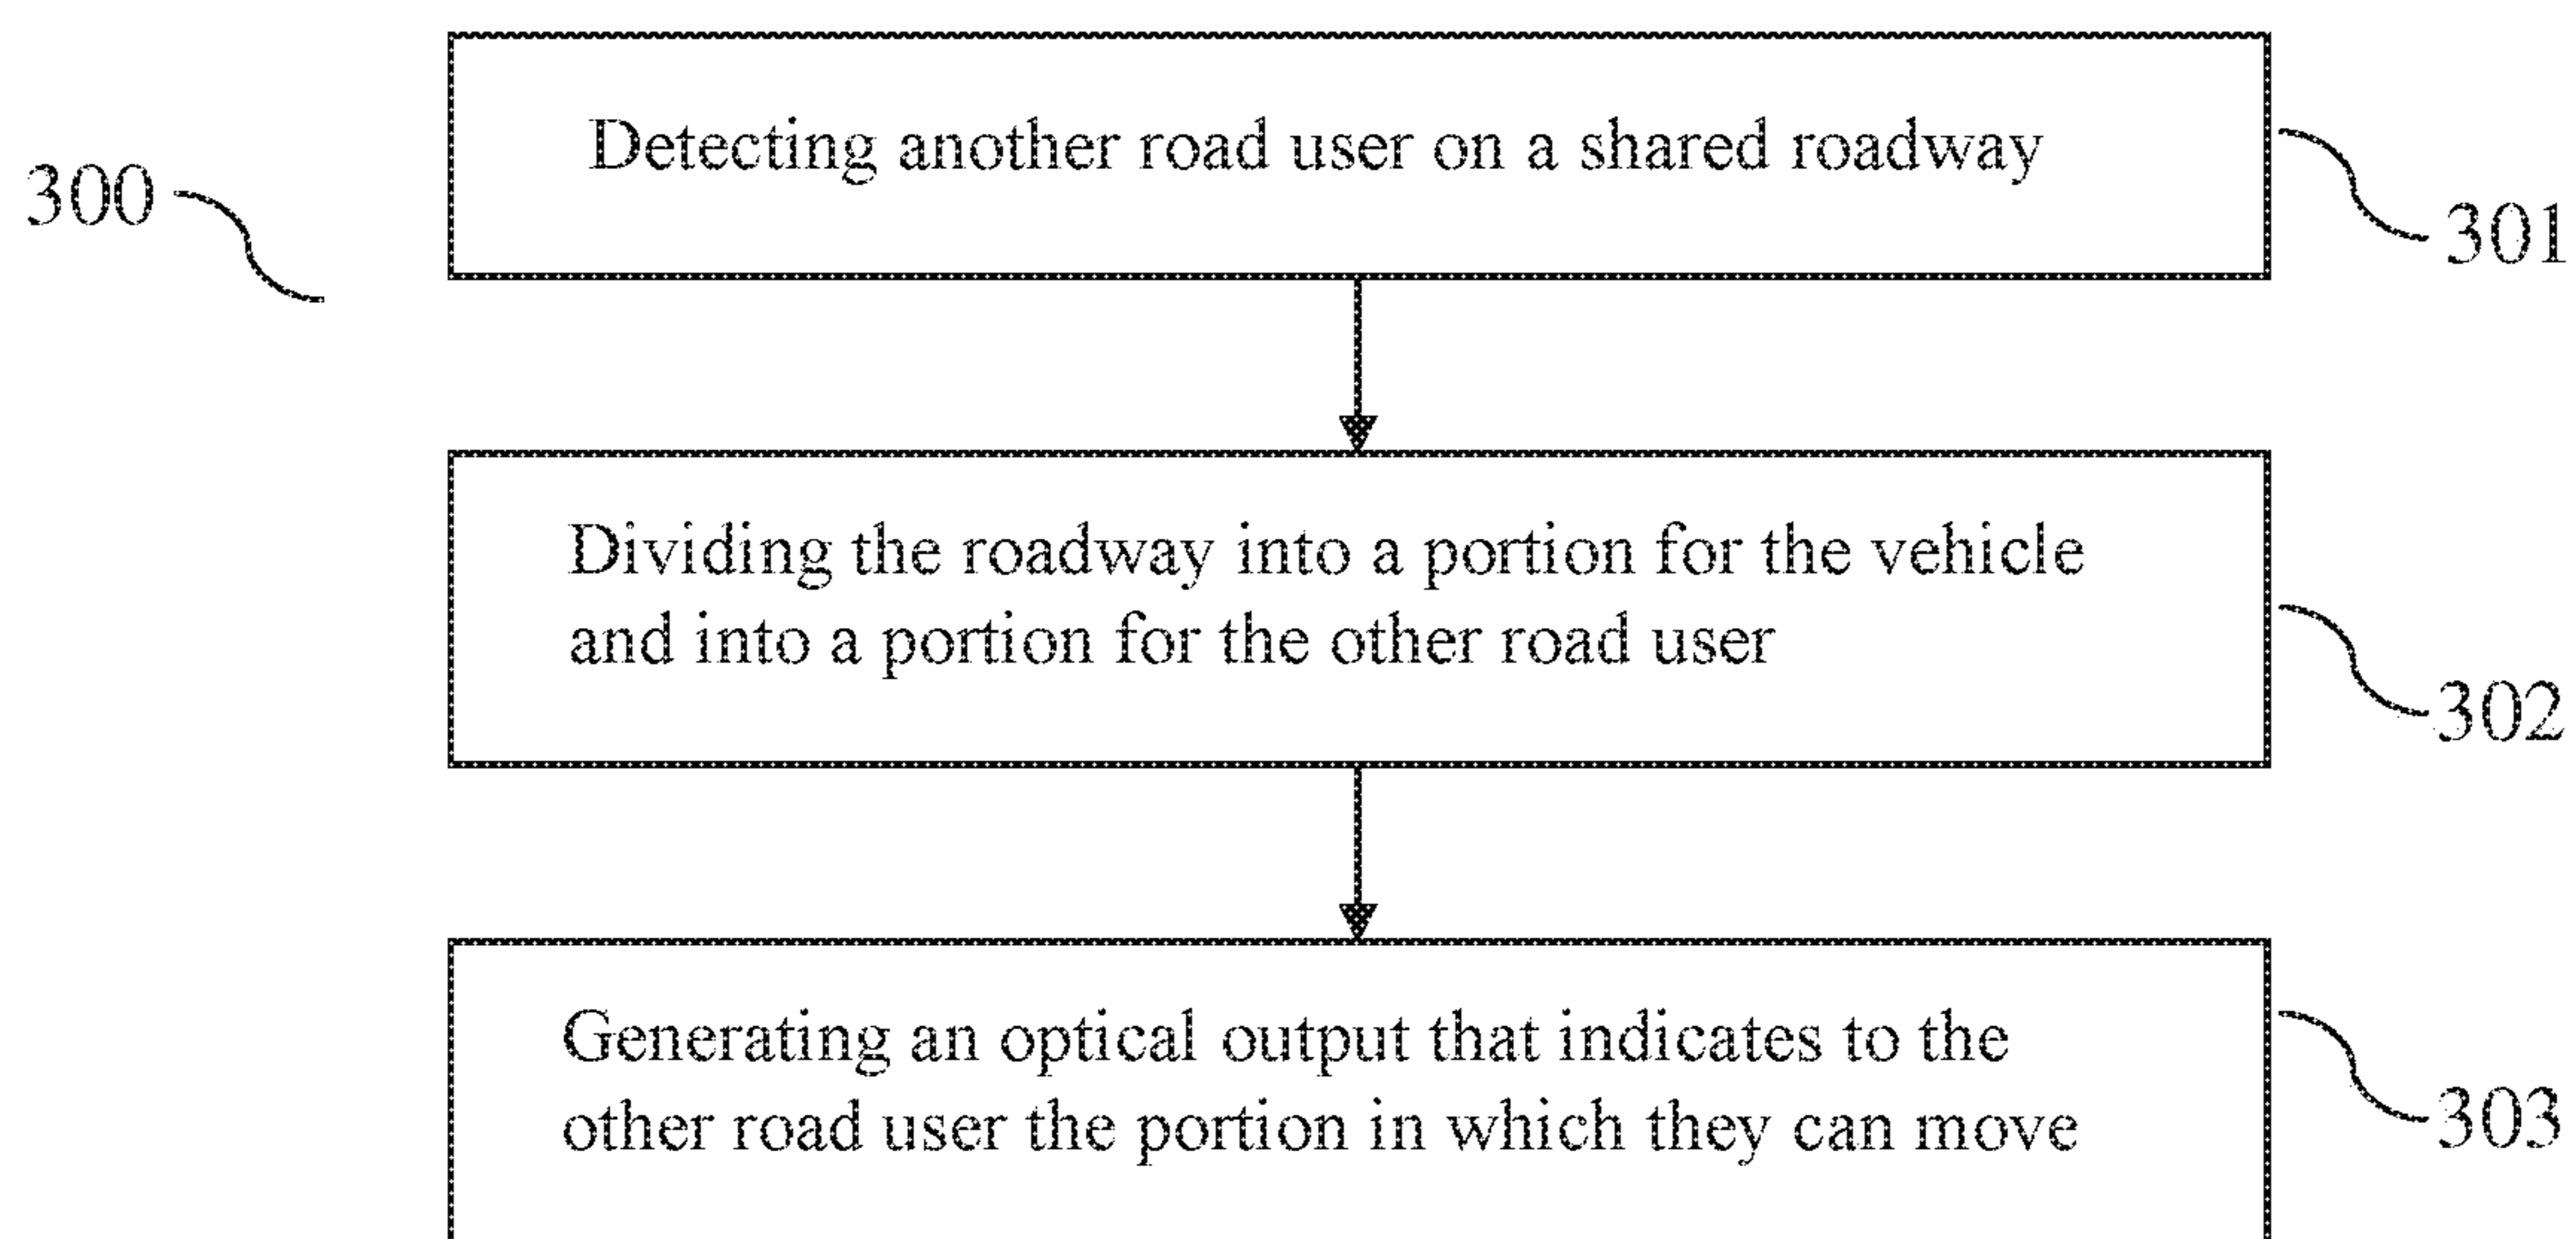 Detecting another road user on a shared roadway
300
301
Dividing the roadway into a portion for the vehicle
and into a portion for the other road user
302
Generating an optical output that indicates to the
other road user the portion in which they can move
303